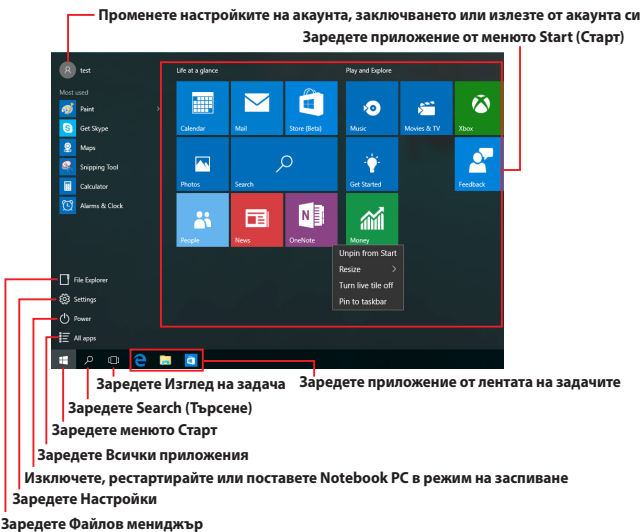 Променете настройките на акаунта, заключването или излезте от акаунта си
Заредете приложение от менюто Start (Старт)
test
Life at a glance
Play and Explore
Most used
Paint
Get Skype
Maps
Snipping Tool
Calculator
Alarms & Clock
Calendar
Mail
Store (Beta)
Music
Movies & TV
Xbox
Photos
Search
Get Started
Feedback
People
News
OneNote
Money
Unpin from Start
Resize
Turn live tile off
Pin to taskbar
File Explorer
Settings
Power
All apps
Заредете Изглед на задача
Заредете приложение от лентата на задачите
Заредете Search (Търсене)
Заредете менюто Старт
Заредете Всички приложения
Изключете, рестартирайте или поставете Notebook PC в режим на заспиване
Заредете Настройки
Заредете Файлов мениджър